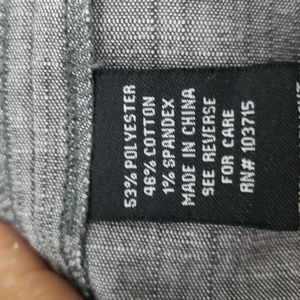 53% POLYESTER
46% COTTON
1% SPANDEX
MADE IN CHINA
SEE REVERSE
FOR CARE
RN# 103715